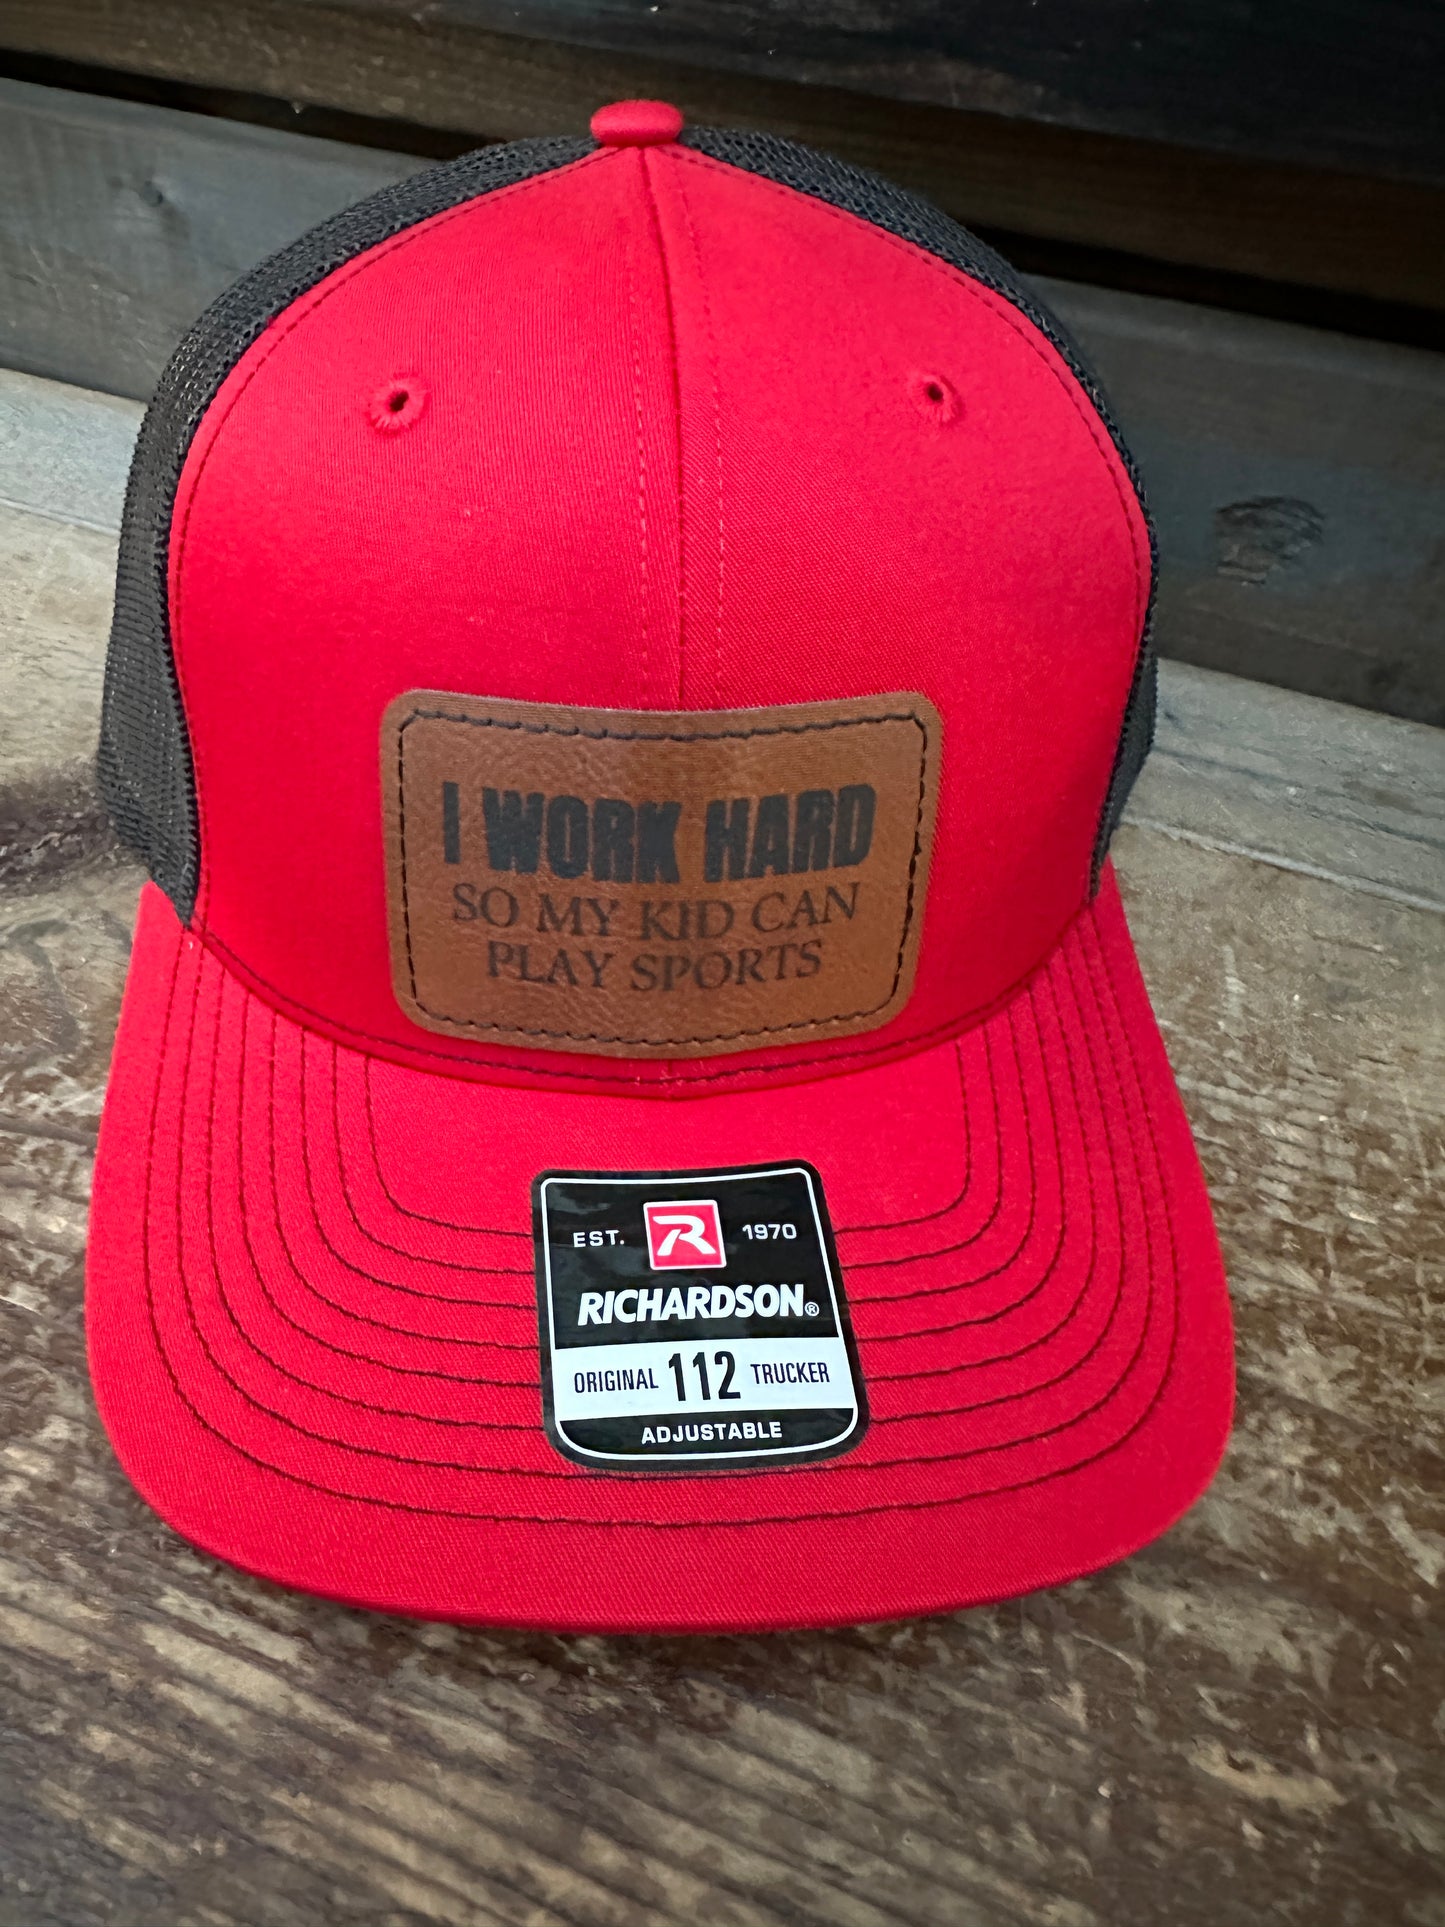 I WORK HARD
SO MY KID CAN
PLAY SPORTS
EST. R 1970
RICHARDSON®
ORIGINAL 112 TRUCKER
ADJUSTABLE